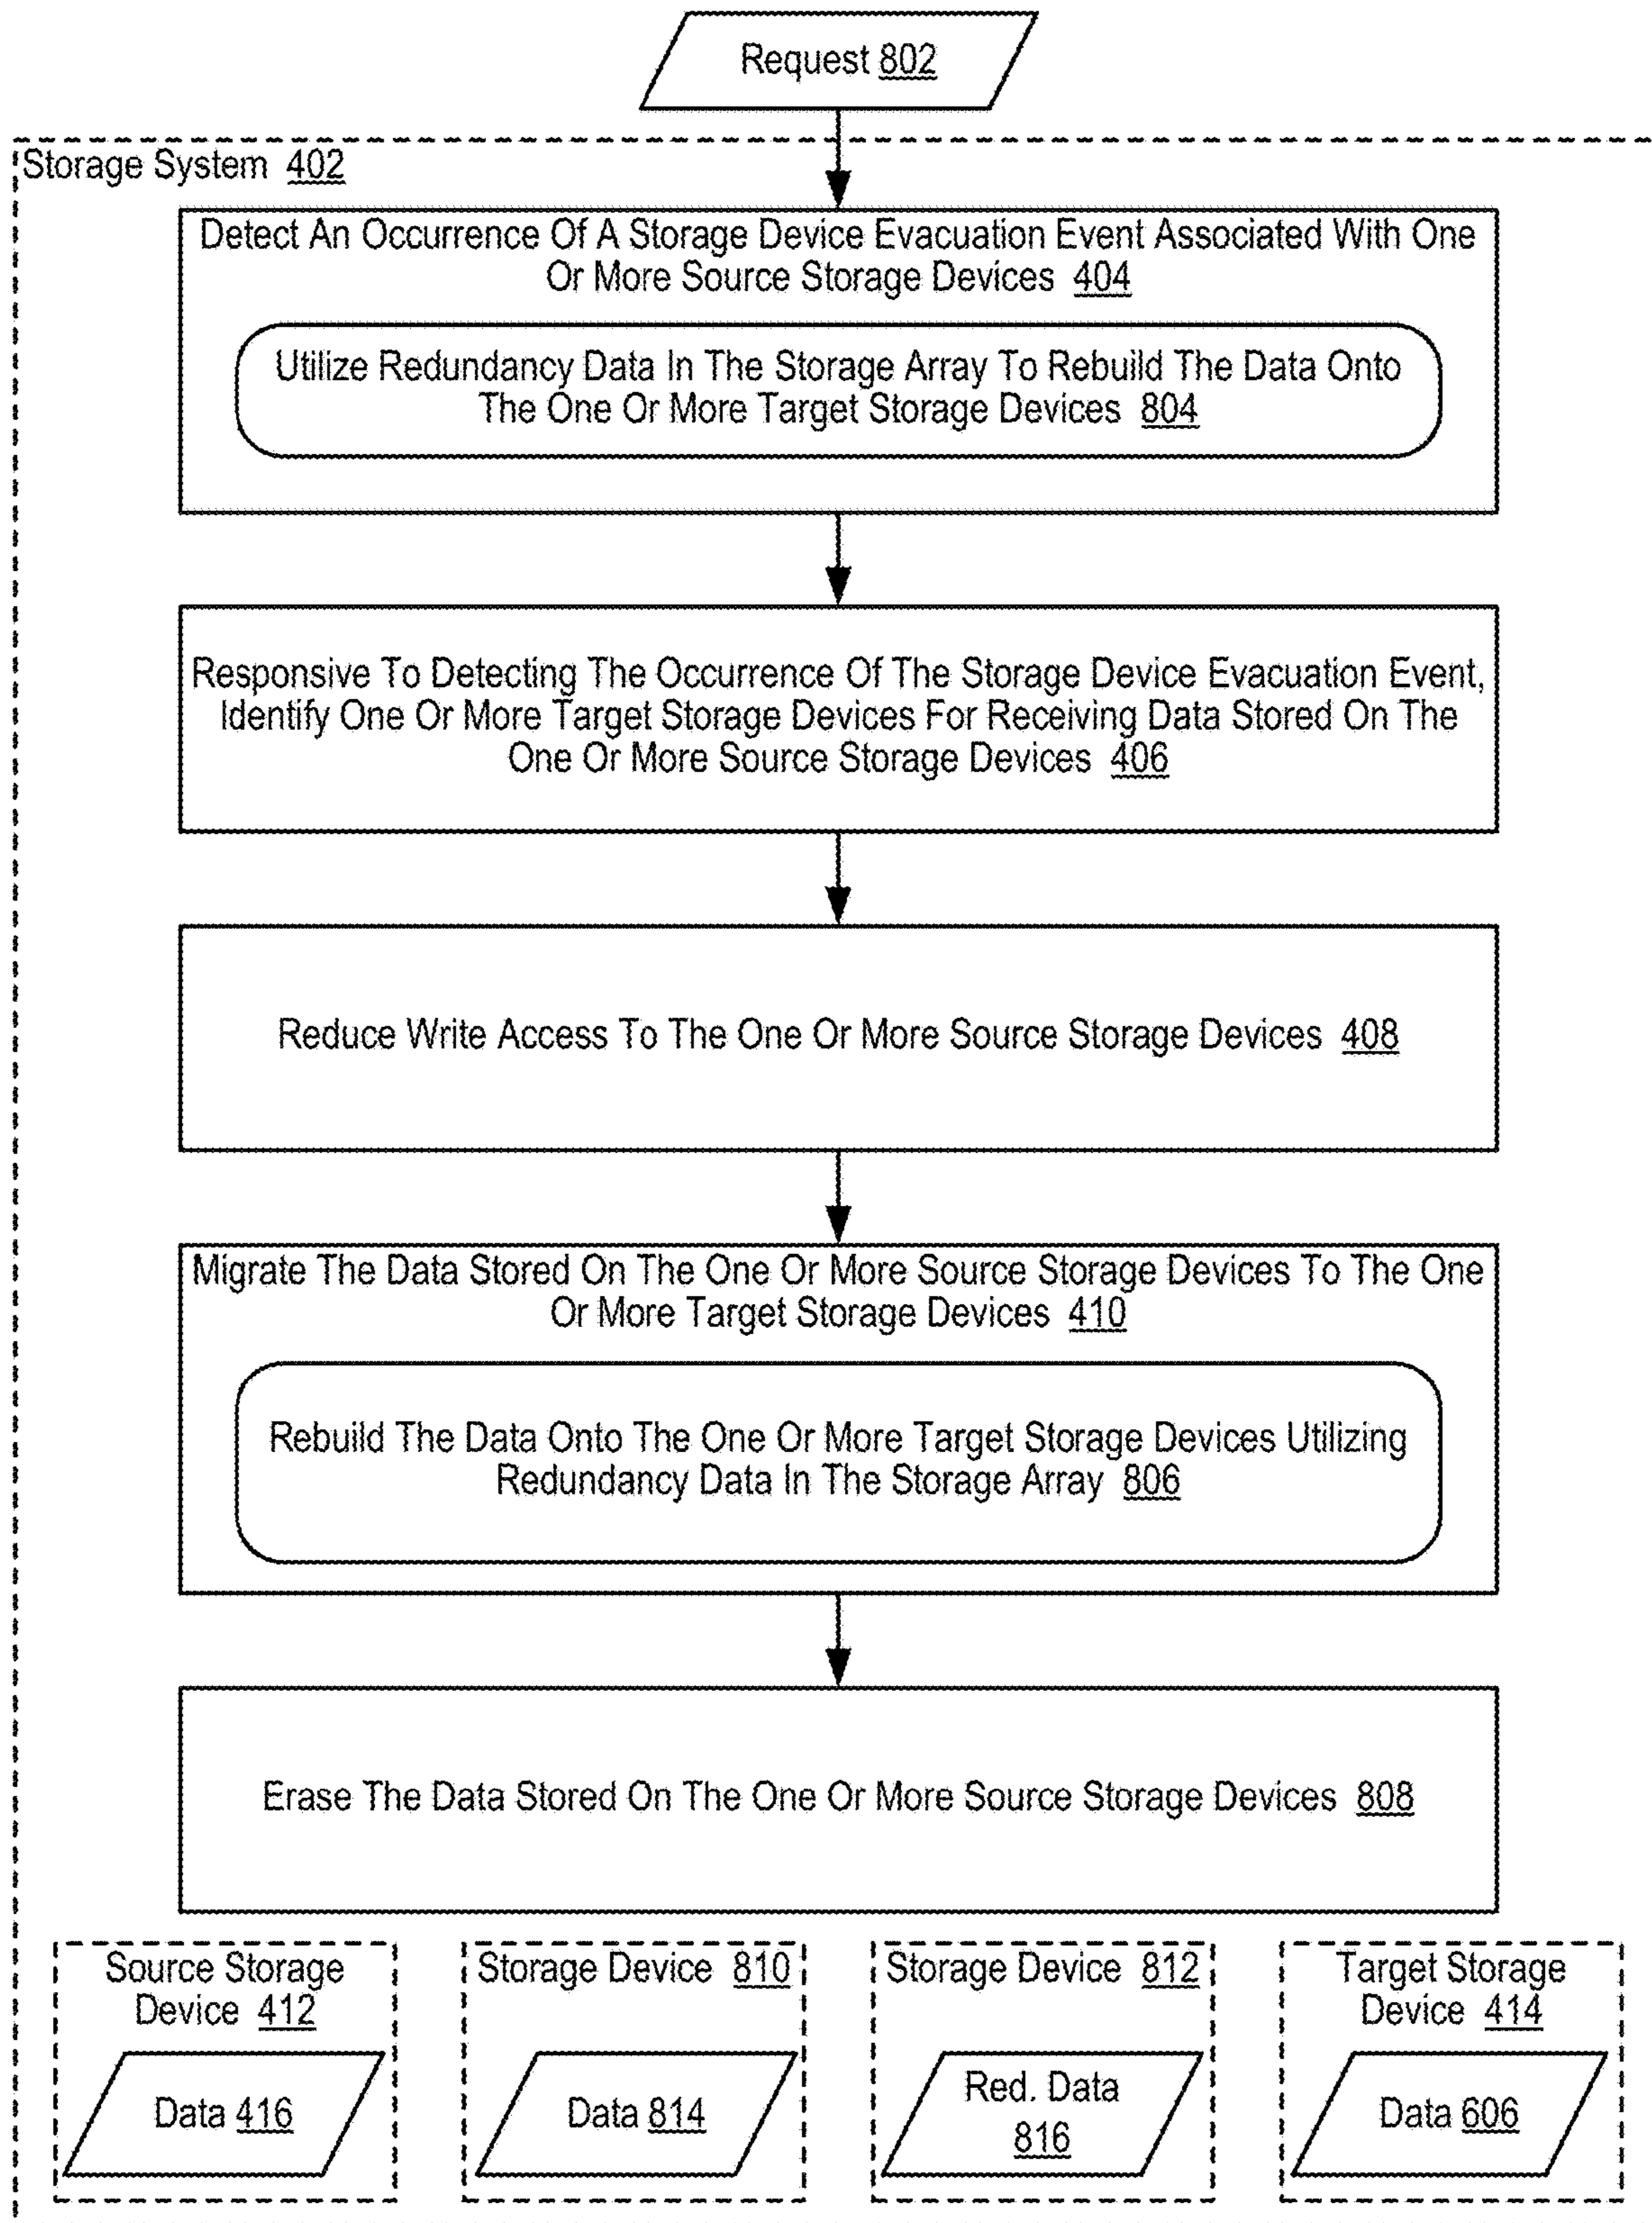 Request 802
Storage System 402
Detect An Occurrence Of A Storage Device Evacuation Event Associated With One
Or More Source Storage Devices 404
Utilize Redundancy Data In The Storage Array To Rebuild The Data Onto
The One Or More Target Storage Devices 804
Responsive To Detecting The Occurrence Of The Storage Device Evacuation Event,
Identify One Or More Target Storage Devices For Receiving Data Stored On The
One Or More Source Storage Devices 406
Reduce Write Access To The One Or More Source Storage Devices 408
Migrate The Data Stored On The One Or More Source Storage Devices To The One
Or More Target Storage Devices 410
Rebuild The Data Onto The One Or More Target Storage Devices Utilizing
Redundancy Data In The Storage Array 806
Erase The Data Stored On The One Or More Source Storage Devices 808
Source Storage
Device 412
Data 416
Storage Device 810
Data 814
Storage Device 812
Red. Data
816
Target Storage
Device 414
Data 606